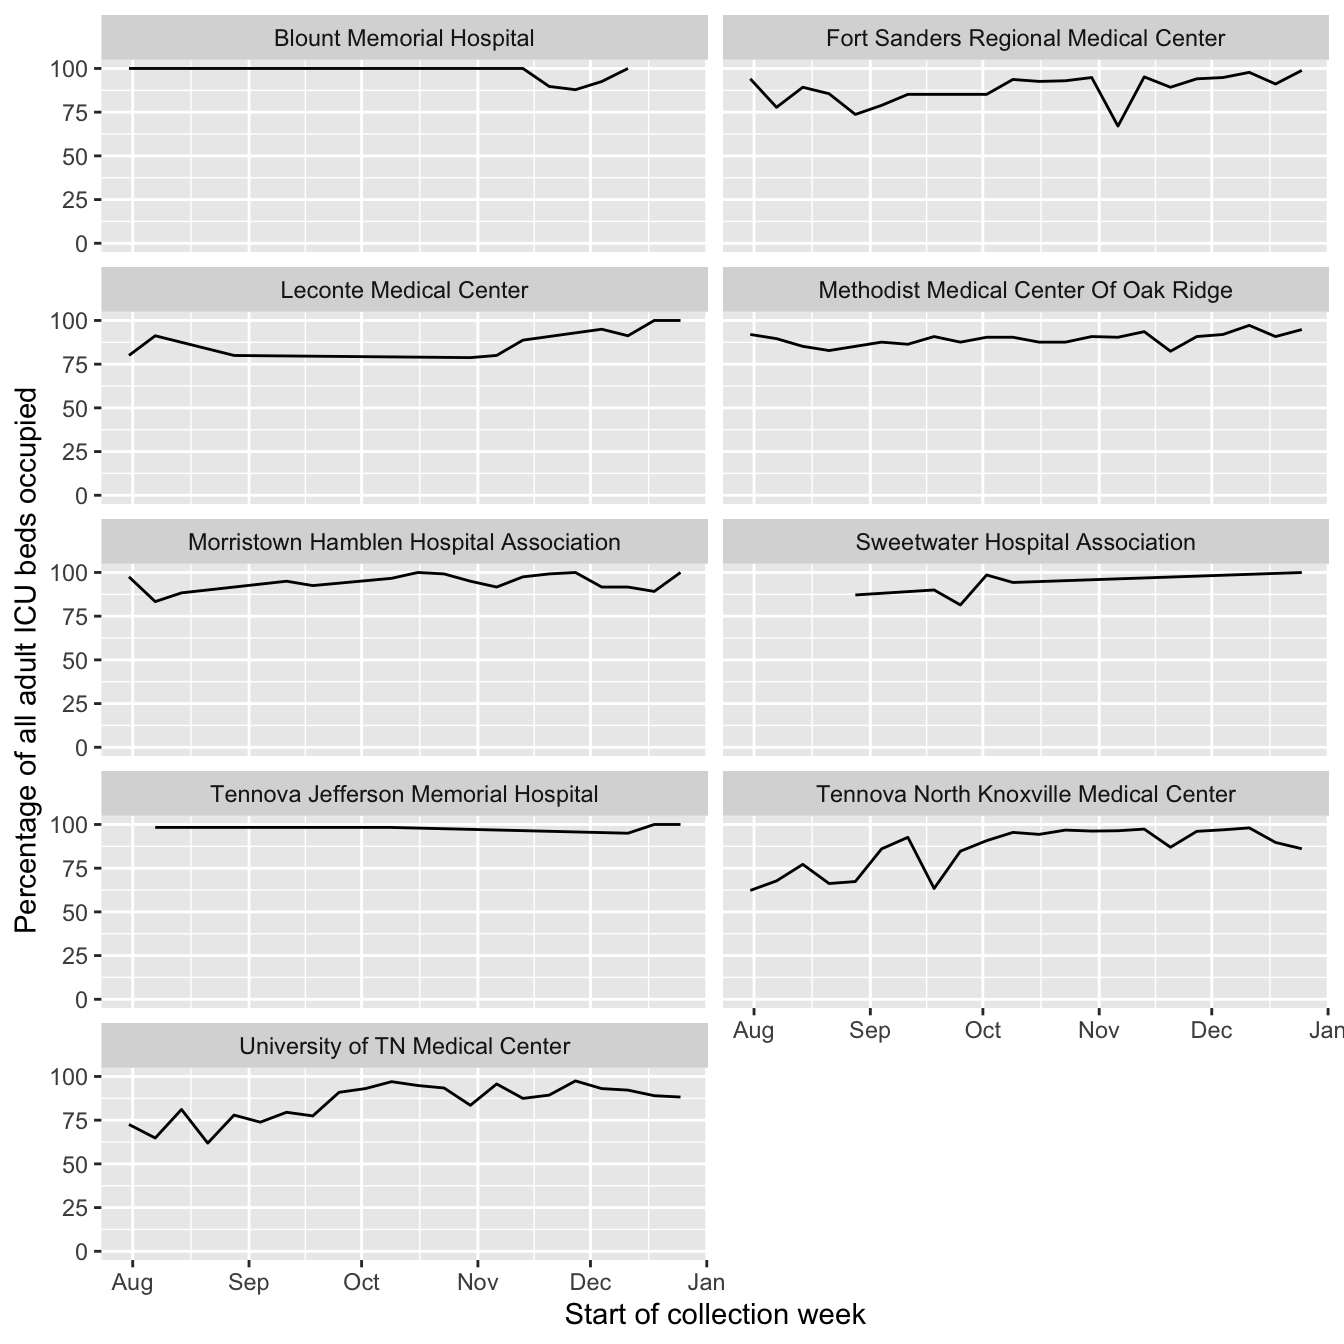 Blount Memorial Hospital
Fort Sanders Regional Medical Center
100
75
50
25
0
Leconte Medical Center
Methodist Medical Center Of Oak Ridge
100
75
50
25
0
Morristown Hamblen Hospital Association
Sweetwater Hospital Association
100
75
50
25
0
Tennova Jefferson Memorial Hospital
Tennova North Knoxville Medical Center
100
75
50
25
0
Aug Sep Oct Nov Dec Jan
University of TN Medical Center
100
75
50
25
0
Aug Sep Oct Nov Dec Jan
Start of collection week
Percentage of all adult ICU beds occupied